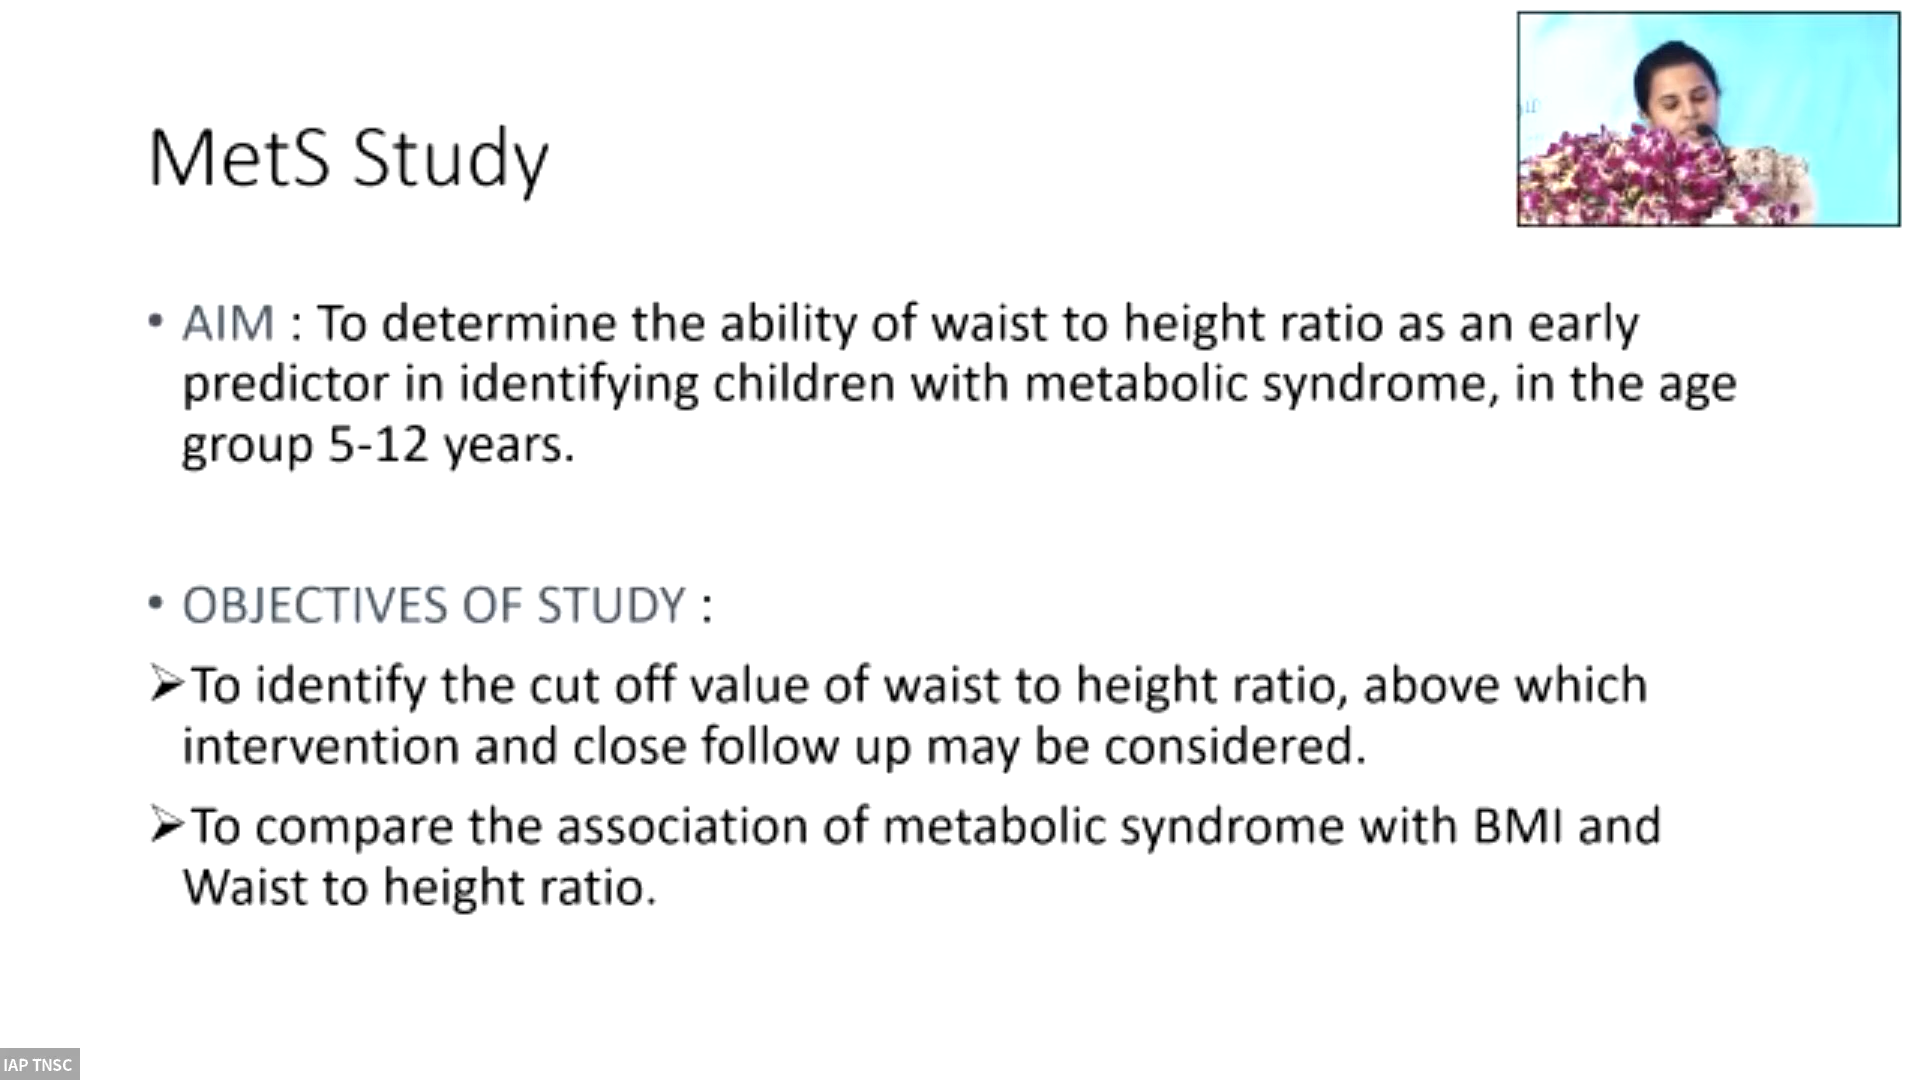 MetS Study
• AIM : To determine the ability of waist to height ratio as an early
predictor in identifying children with metabolic syndrome, in the age
group 5-12 years.
• OBJECTIVES OF STUDY :
➢To identify the cut off value of waist to height ratio, above which
intervention and close follow up may be considered.
➢To compare the association of metabolic syndrome with BMI and
Waist to height ratio.
IAP TNSC